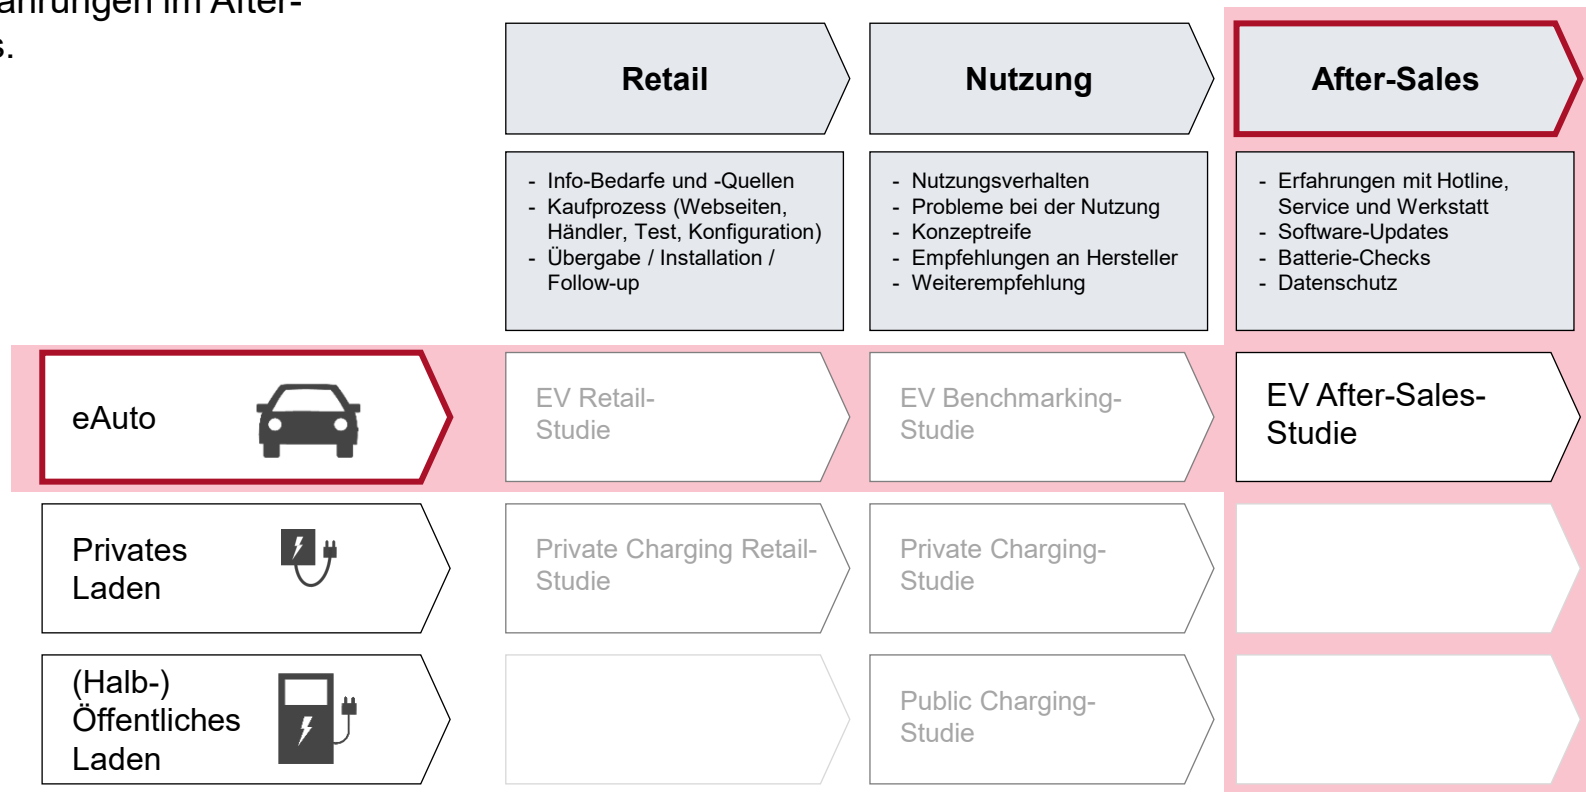 im After-
Retail
Nutzung
After-Sales
- Info-Bedarfe und -Quellen
- Kaufprozess (Webseiten,
Händler, Test, Konfiguration)
- Übergabe / Installation /
Follow-up
- Nutzungsverhalten
- Probleme bei der Nutzung
- Konzeptreife
- Empfehlungen an Hersteller
- Weiterempfehlung
- Erfahrungen mit Hotline,
Service und Werkstatt
- Software-Updates
- Batterie-Checks
- Datenschutz
eAuto
EV Retail-
Studie
EV Benchmarking-
Studie
EV After-Sales-
Studie
Privates
Laden
Private Charging Retail-
Studie
Private Charging-
Studie
(Halb-)
Öffentliches
Laden
Public Charging-
Studie